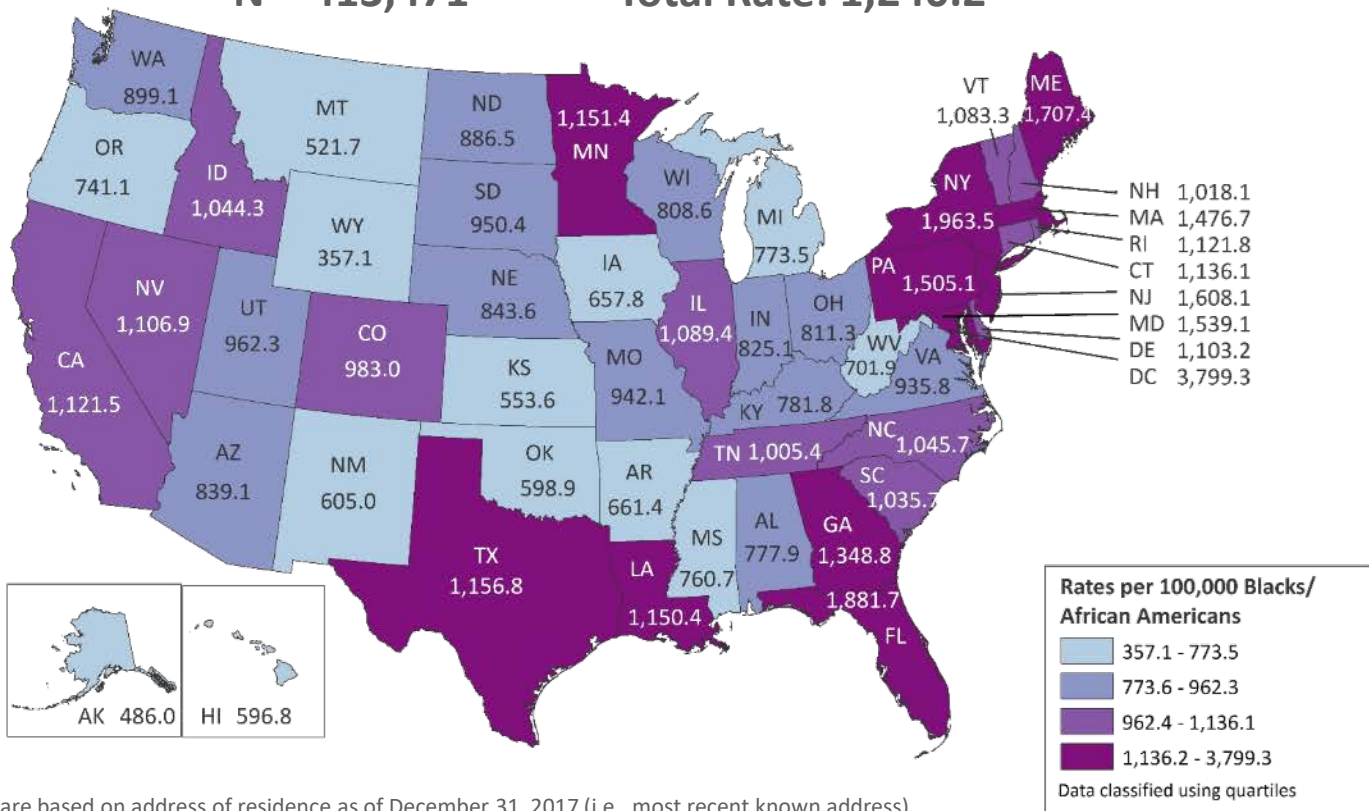 WA
899.1
OR
741.1
ID
1,044.3
MT
521.7
WY
357.1
ND
886.5
SD
950.4
NE
843.6
1,151.4
MN
WI
808.6
MI
773.5
IA
657.8
NV
1,106.9
UT
962.3
CO
983.0
CA
1,121.5
AZ
839.1
NM
605.0
KS
553.6
OK
598.9
TX
1,156.8
MO
942.1
AR
661.4
LA
1,150.4
IL
1,089.4
IN
825.1
OH
811.3
KY 781.8
TN 1,005.4
MS
760.7
AL
777.9
GA
1,348.8
1,881.7
FL
SC
1,035.7
NC
1,045.7
VA
935.8
WV
701.9
PA
1,505.1
NY
1,963.5
VT
1,083.3
ME
1,707.4
NH 1,018.1
MA 1,476.7
RI 1,121.8
CT 1,136.1
NJ 1,608.1
MD 1,539.1
DE 1,103.2
DC 3,799.3
AK 486.0
HI 596.8
Rates per 100,000 Blacks/
African Americans
357.1 - 773.5
773.6 - 962.3
962.4 - 1,136.1
1,136.2 - 3,799.3
Data classified using quartiles
are based on address of residence as of December 31, 2017 (i.e., most recent known address)